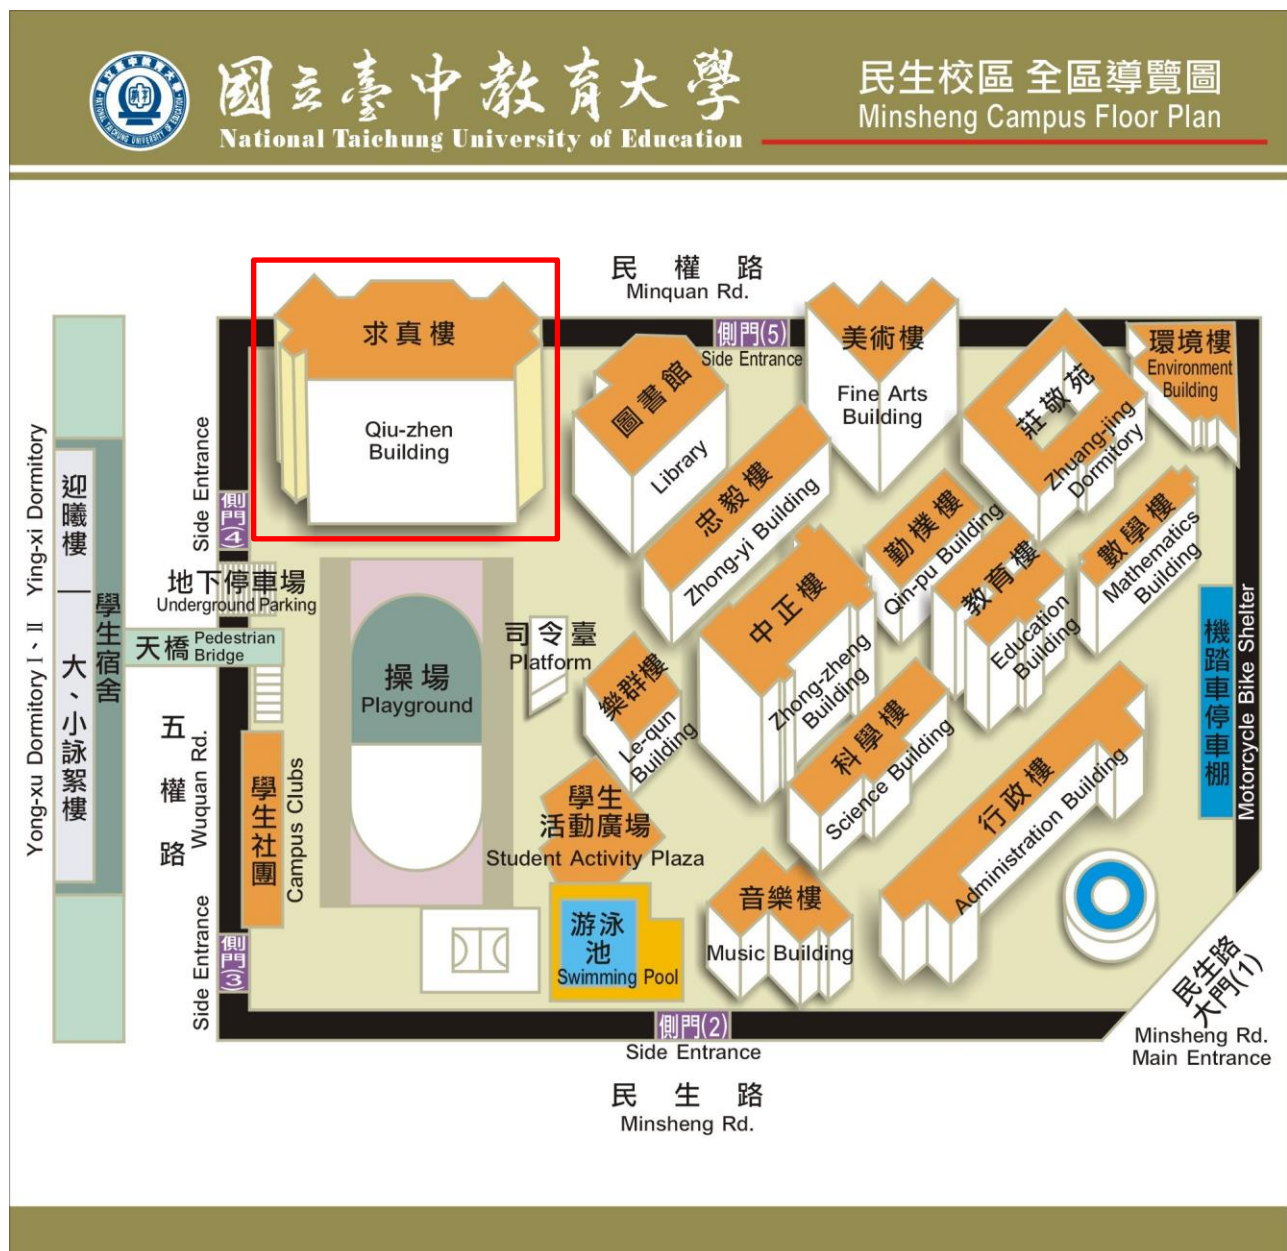 國立臺中教育大學
National Taichung University of Education
民生校區 全區導覽圖
Minsheng Campus Floor Plan
民權路
Minquan Rd.
求真樓
Qiu-zhen
Building
圖書館
Library
側門(5)
Side Entrance
美術樓
Fine Arts
Building
莊敬苑
Zhuang-jing
Dormitory
環境樓
Environment
Building
忠毅樓
Zhong-yi Building
勤樸樓
Qin-pu Building
教育樓
Education
Building
數學樓
Mathematics
Building
中正樓
Zhong-zheng
Building
Side Entrance
側門(4)
地下停車場
Underground Parking
天橋
Pedestrian
Bridge
Ying-xi Dormitory
Yong-xu Dormitory I、II
迎曦樓
大、小詠絮樓
學生宿舍
五權路
Wuquan Rd.
學生社團
Campus Clubs
操場
Playground
司令臺
Platform
樂群樓
Le-qun
Building
科學樓
Science Building
行政樓
Administration Building
機踏車停車棚
Motorcycle Bike Shelter
學生
活動廣場
Student Activity Plaza
游泳
池
Swimming Pool
音樂樓
Music Building
Side Entrance
側門(3)
側門(2)
Side Entrance
民生路
Minsheng Rd.
民生路
大門(1)
Minsheng Rd.
Main Entrance